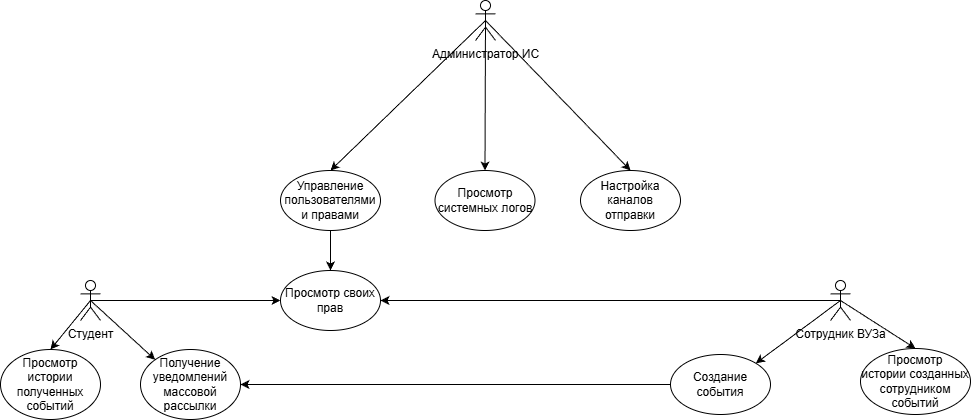 Администратор ИС
Управление
пользователями
и правами
Просмотр
системных логов
Настройка
каналов
отправки
Просмотр своих
прав
Студент
Сотрудник ВУЗа
Просмотр
истории
полученных
событий
Получение
уведомлений
массовой
рассылки
Создание
события
Просмотр
истории созданных
сотрудником
событий